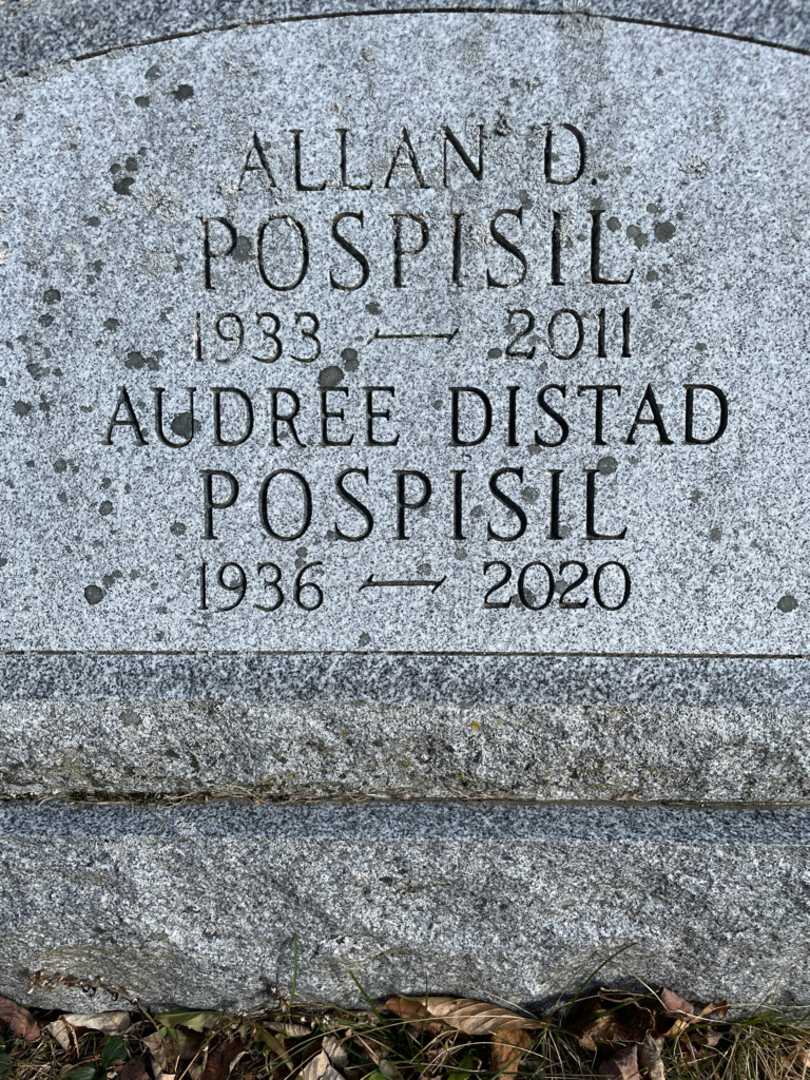 ALLAN D.
POSPISIL
1933 — 2011
AUDREE DISTAD
POSPISIL
1936 — 2020